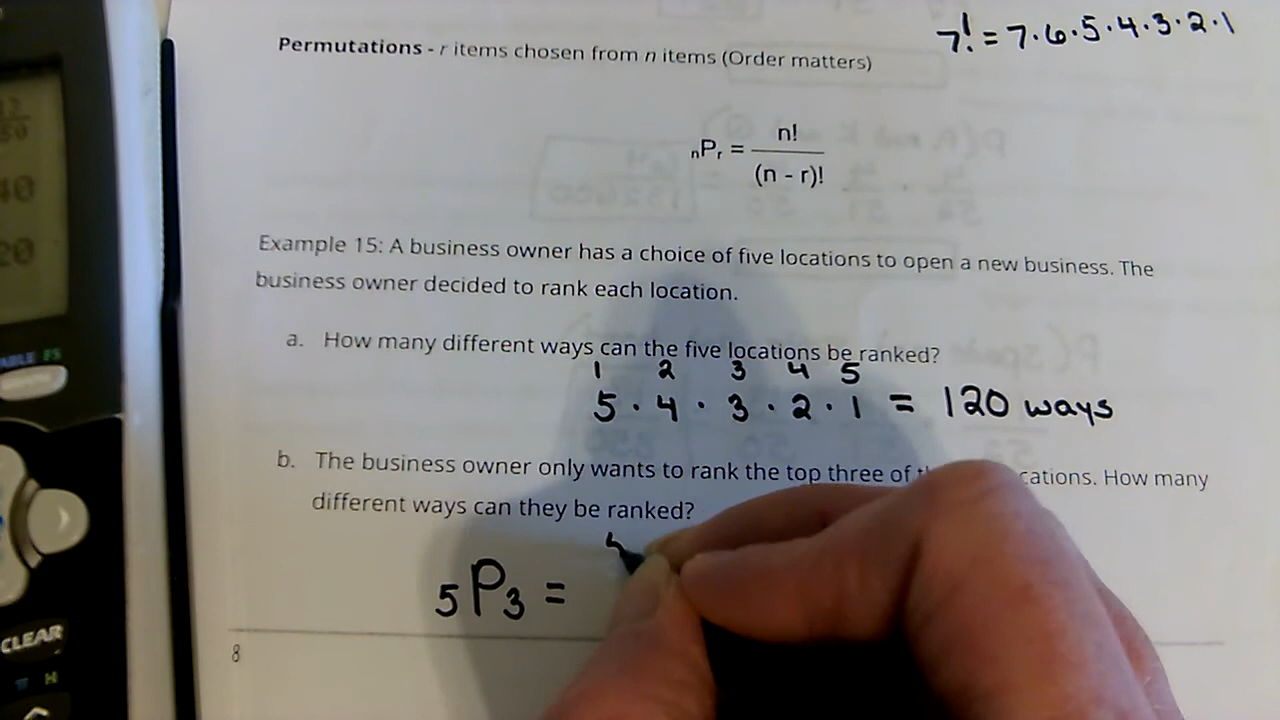 7! = 7 · 6 · 5 · 4 · 3 · 2 · 1
Permutations - r items chosen from n items (Order matters)
nPr = n! / (n - r)!
Example 15: A business owner has a choice of five locations to open a new business. The
business owner decided to rank each location.
a. How many different ways can the five locations be ranked?
1 2 3 4 5
5 · 4 · 3 · 2 · 1 = 120 ways
b. The business owner only wants to rank the top three of How many
different ways can they be ranked?
5P3 =
8
CLEAR